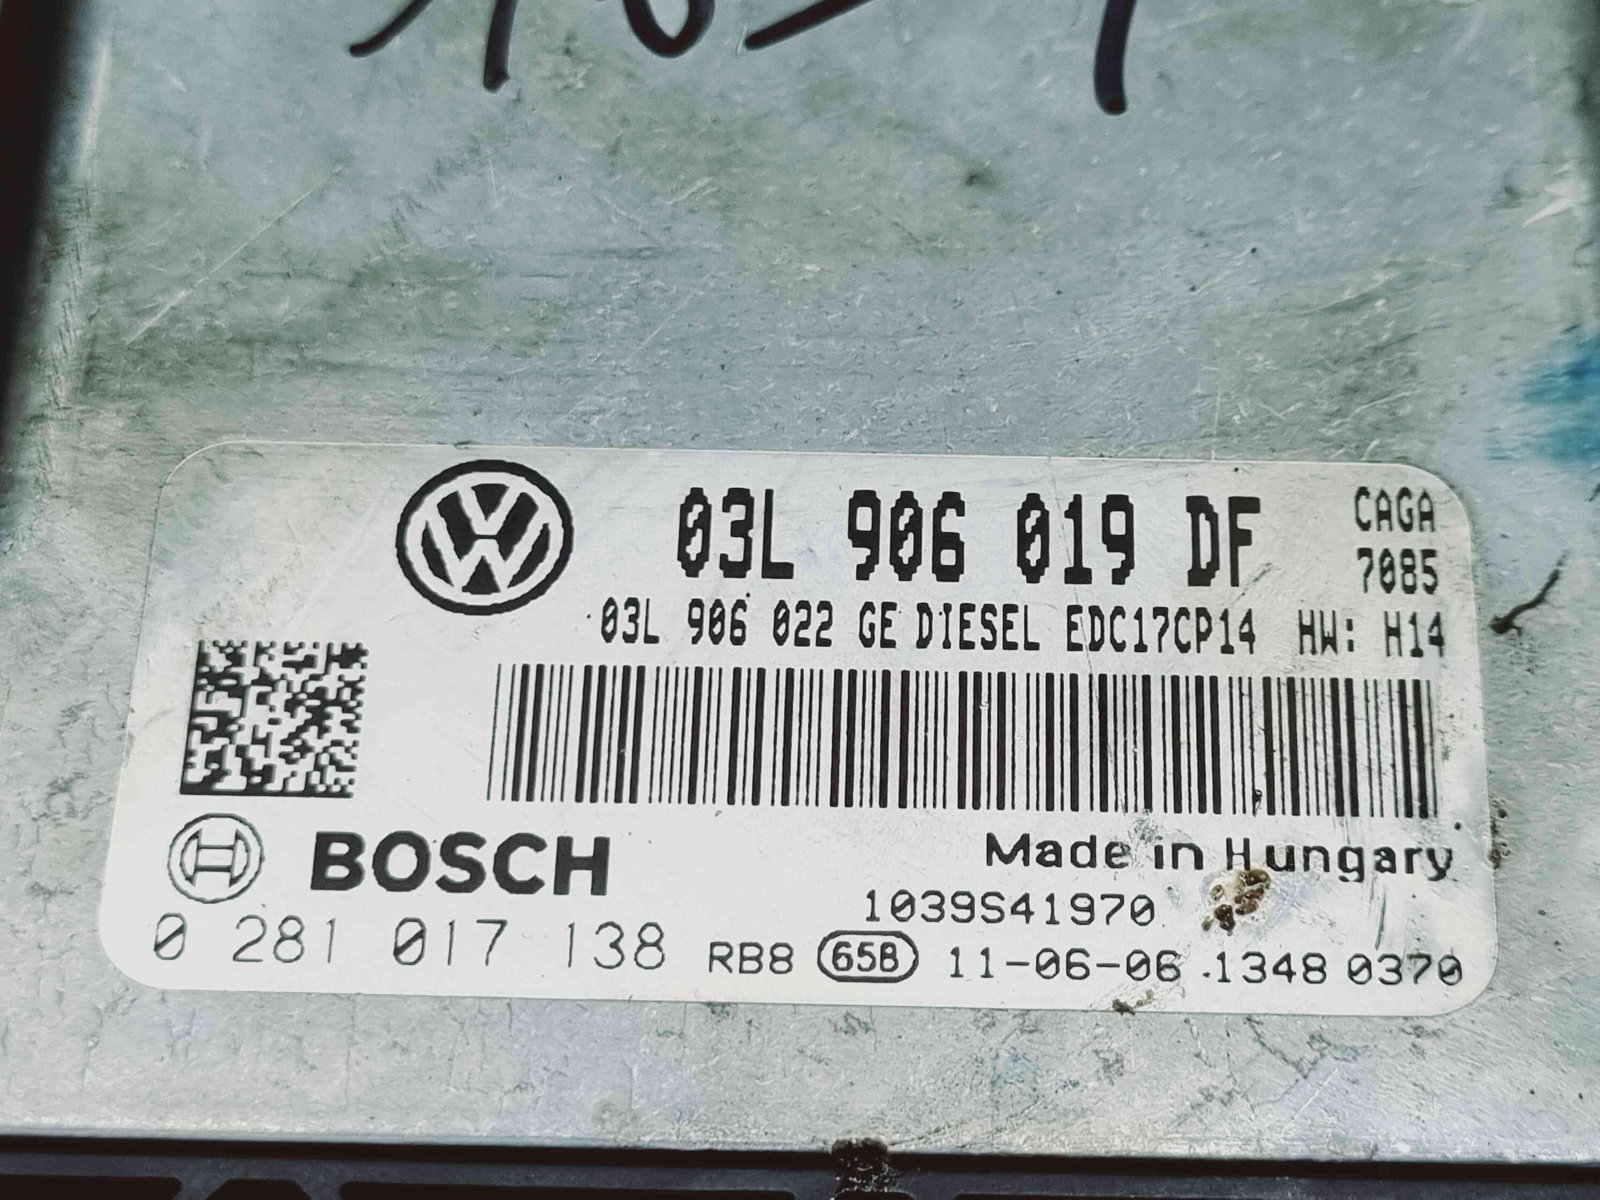 03L 906 019 DF CAGA
7085
03L 906 022 GE DIESEL EDC17CP14 HW: H14
BOSCH
Made in Hungary
1039S41970
0 281 017 138 RB8 65B 11-06-06 .1348 0370